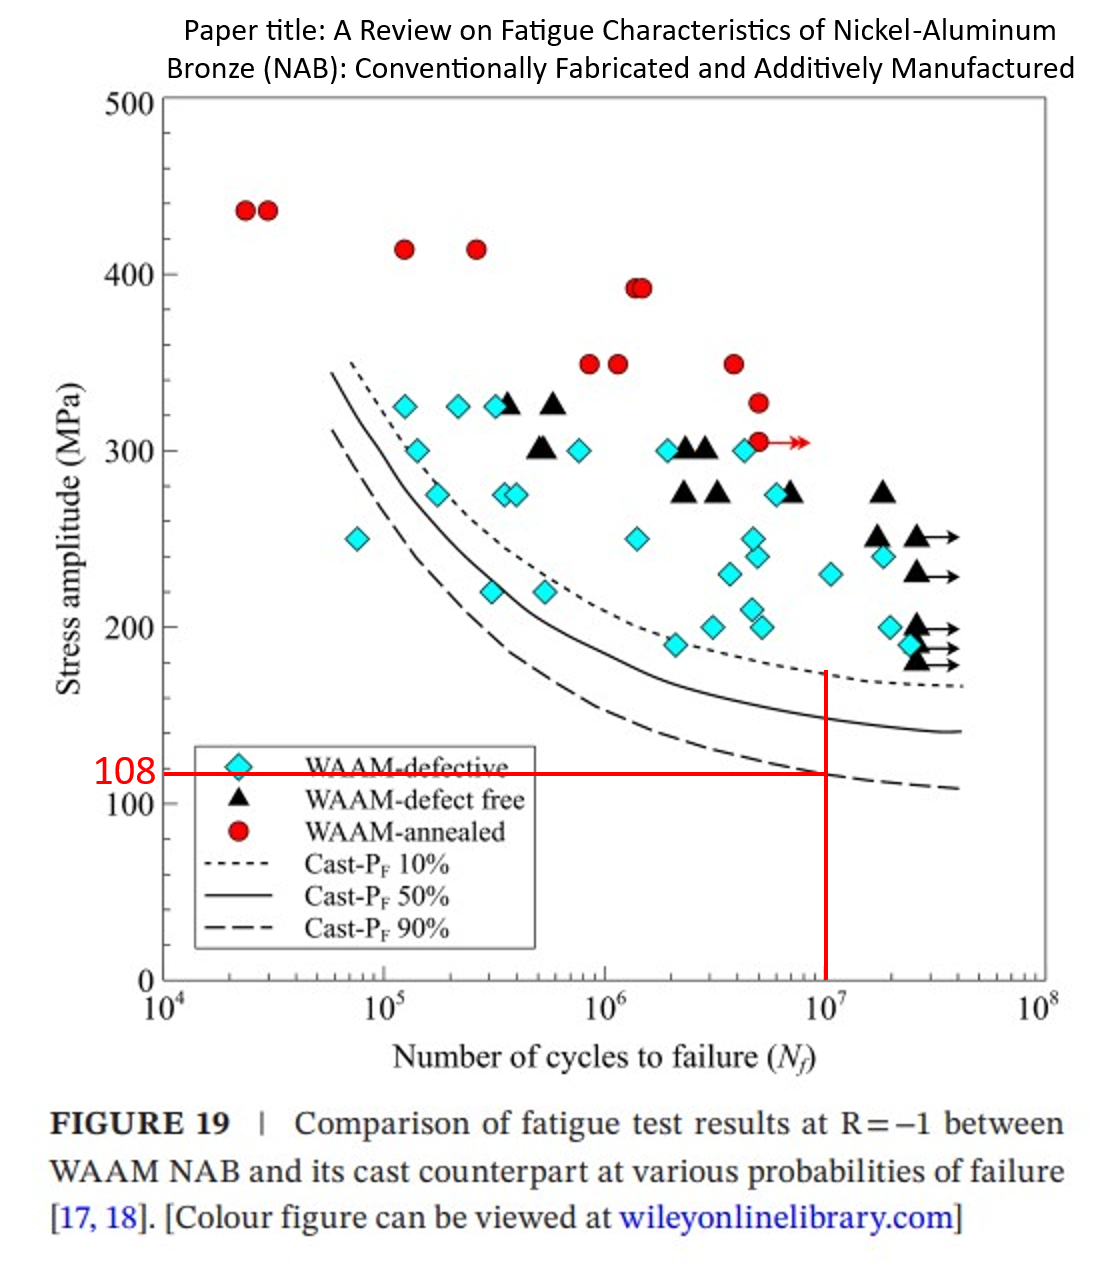 Paper title: A Review on Fatigue Characteristics of Nickel-Aluminum
Bronze (NAB): Conventionally Fabricated and Additively Manufactured
500
400
300
200
108
100
0
Stress amplitude (MPa)
WAAM-defective
WAAM-defect free
WAAM-annealed
Cast-P_F 10%
Cast-P_F 50%
Cast-P_F 90%
10⁴ 10⁵ 10⁶ 10⁷ 10⁸
Number of cycles to failure (N_f)
FIGURE 19 | Comparison of fatigue test results at R=−1 between
WAAM NAB and its cast counterpart at various probabilities of failure
[17, 18]. [Colour figure can be viewed at wileyonlinelibrary.com]